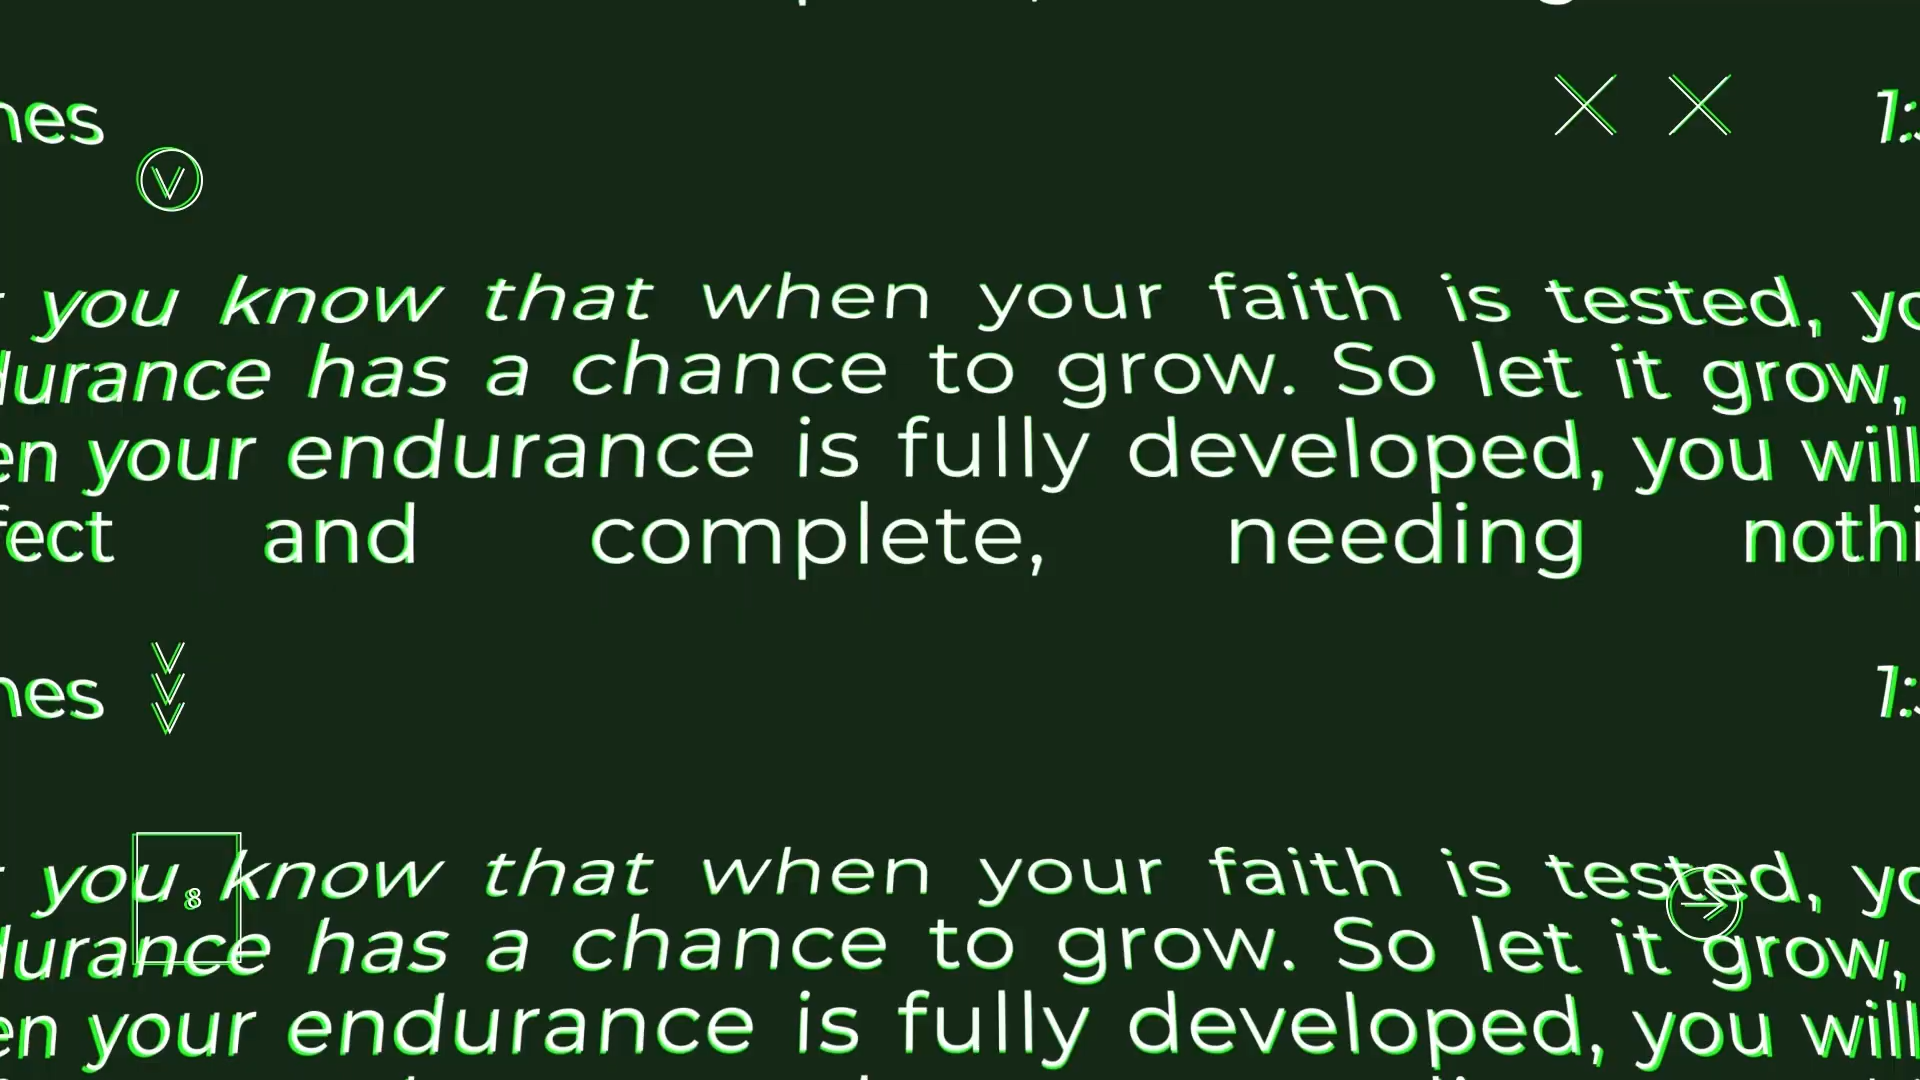 nes 1:
you know that when your faith is tested,
durance has a chance to grow. So let it grow,
en your endurance is fully developed, you will
fect and complete, needing nothi
nes 1:
you know that when your faith is tested,
8
durance has a chance to grow. So let it grow,
en your endurance is fully developed, you will